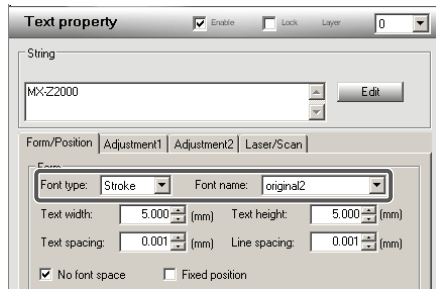 Text property Enable Lock Layer 0
String
MX-Z2000
Edit
Form/Position Adjustment1 Adjustment2 Laser/Scan
Form
Font type: Stroke Font name: original2
Text width: 5.000 (mm) Text height: 5.000 (mm)
Text spacing: 0.001 (mm) Line spacing: 0.001 (mm)
No font space Fixed position